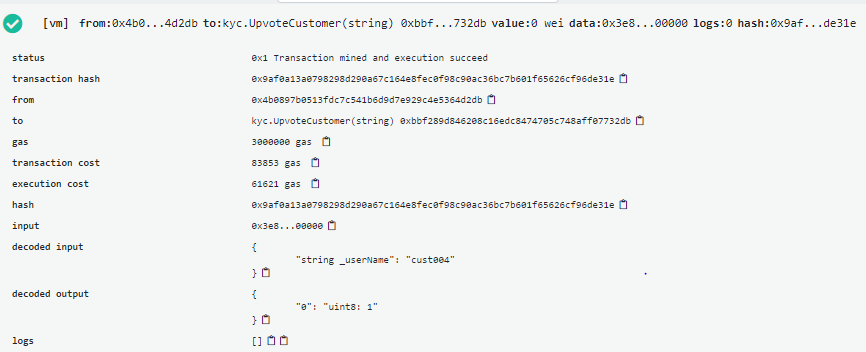 [vm] from:0x4b0...4d2db to:kyc.UpvoteCustomer(string) 0xbbf...732db value:0 wei data:0x3e8...00000 logs:0 hash:0x9af...de31e
status 0x1 Transaction mined and execution succeed
transaction hash 0x9af0a13a0798298d290a67c164e8fec0f98c90ac36bc7b601f65626cf96de31e
from 0x4b0897b0513fdc7c541b6d9d7e929c4e5364d2db
to kyc.UpvoteCustomer(string) 0xbbf289d846208c16edc8474705c748aff07732db
gas 3000000 gas
transaction cost 83853 gas
execution cost 61621 gas
hash 0x9af0a13a0798298d290a67c164e8fec0f98c90ac36bc7b601f65626cf96de31e
input 0x3e8...00000
decoded input {
"string _userName": "cust004"
}
decoded output {
"0": "uint8: 1"
}
logs []